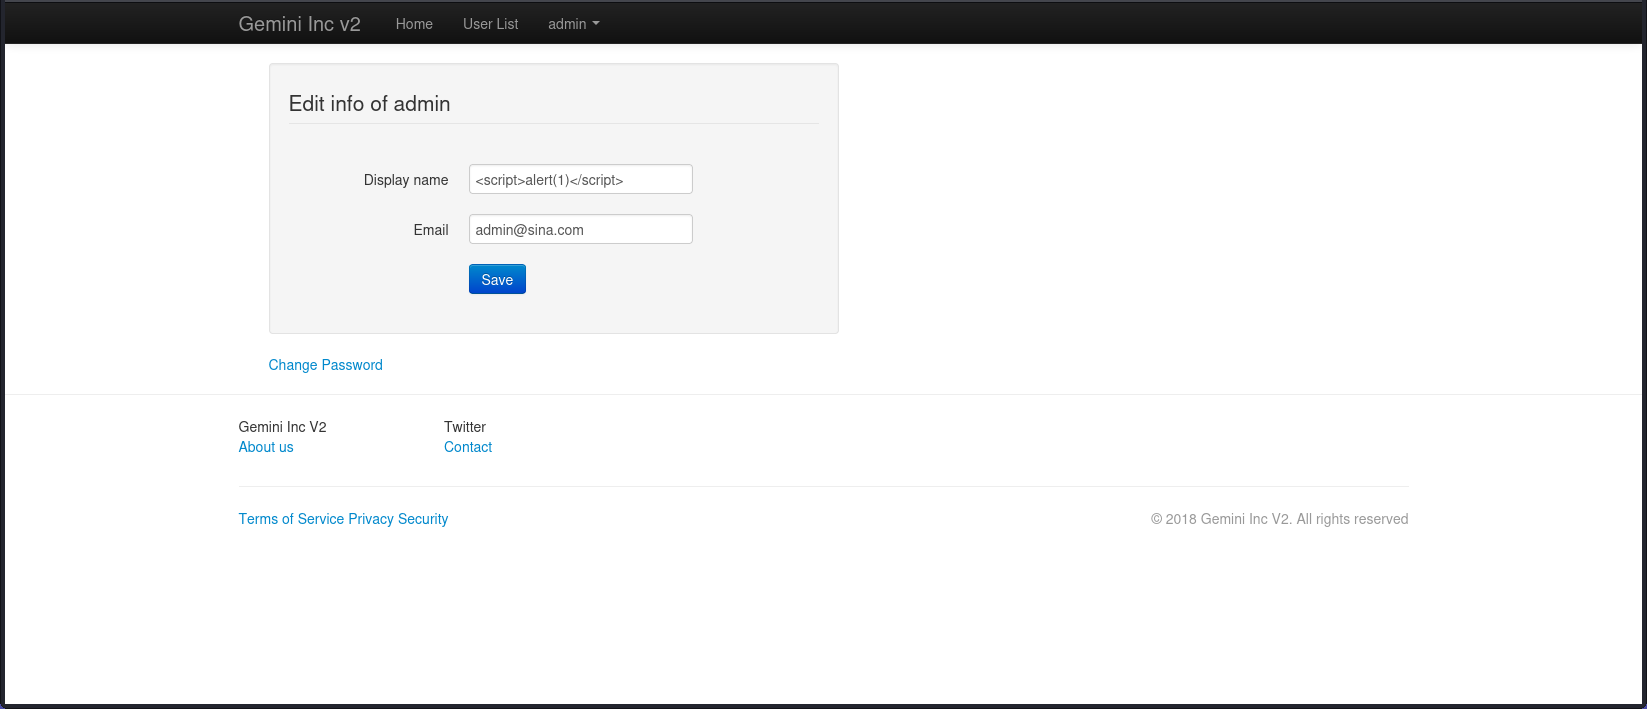 Gemini Inc v2 Home User List admin
Edit info of admin
Display name <script>alert(1)</script>
Email admin@sina.com
Save
Change Password
Gemini Inc V2 Twitter
About us Contact
Terms of Service Privacy Security © 2018 Gemini Inc V2. All rights reserved